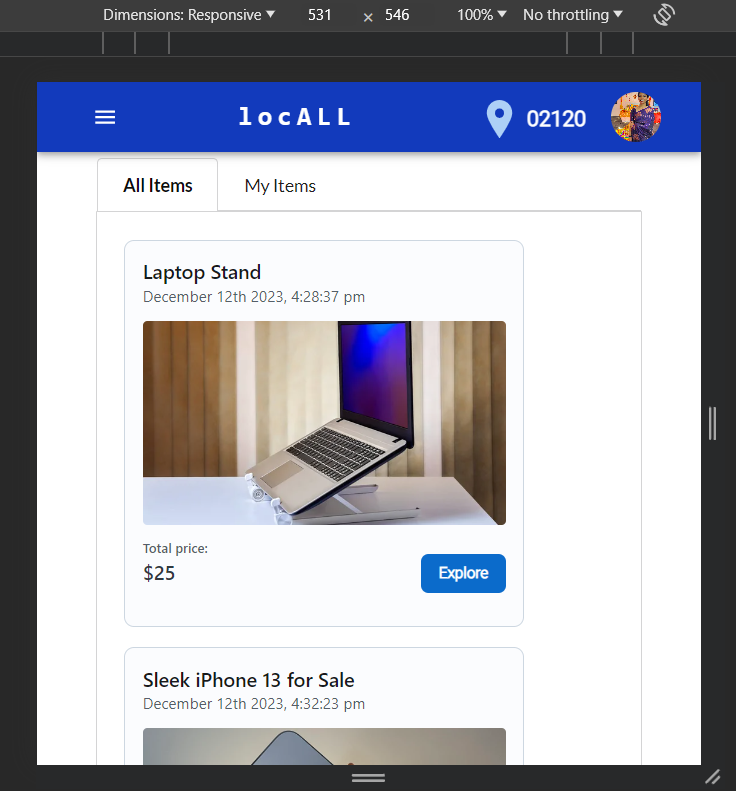 Dimensions: Responsive 531 × 546 100% No throttling
locALL 02120
All Items My Items
Laptop Stand
December 12th 2023, 4:28:37 pm
Total price:
$25
Explore
Sleek iPhone 13 for Sale
December 12th 2023, 4:32:23 pm